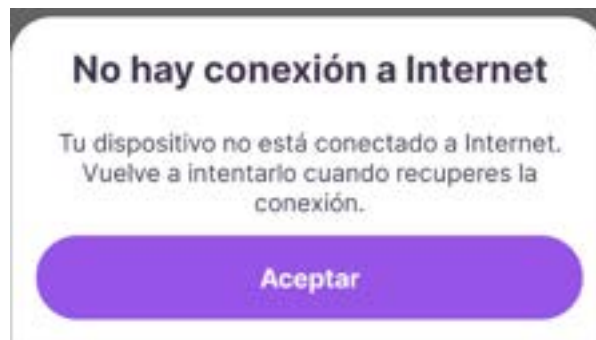 No hay conexión a Internet
Tu dispositivo no está conectado a Internet.
Vuelve a intentarlo cuando recuperes la
conexión.
Aceptar